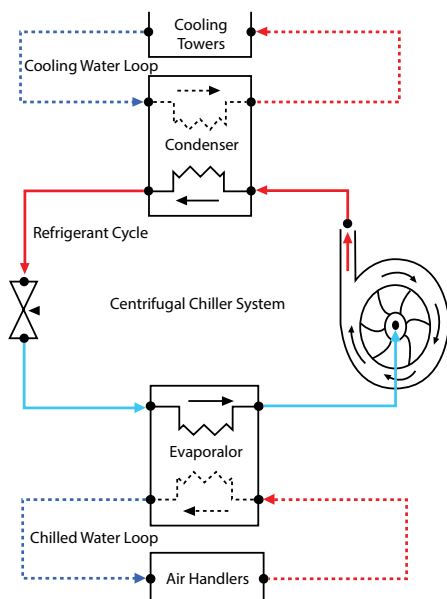 Cooling
Towers
Cooling Water Loop
Condenser
Refrigerant Cycle
Centrifugal Chiller System
Evaporalor
Chilled Water Loop
Air Handlers